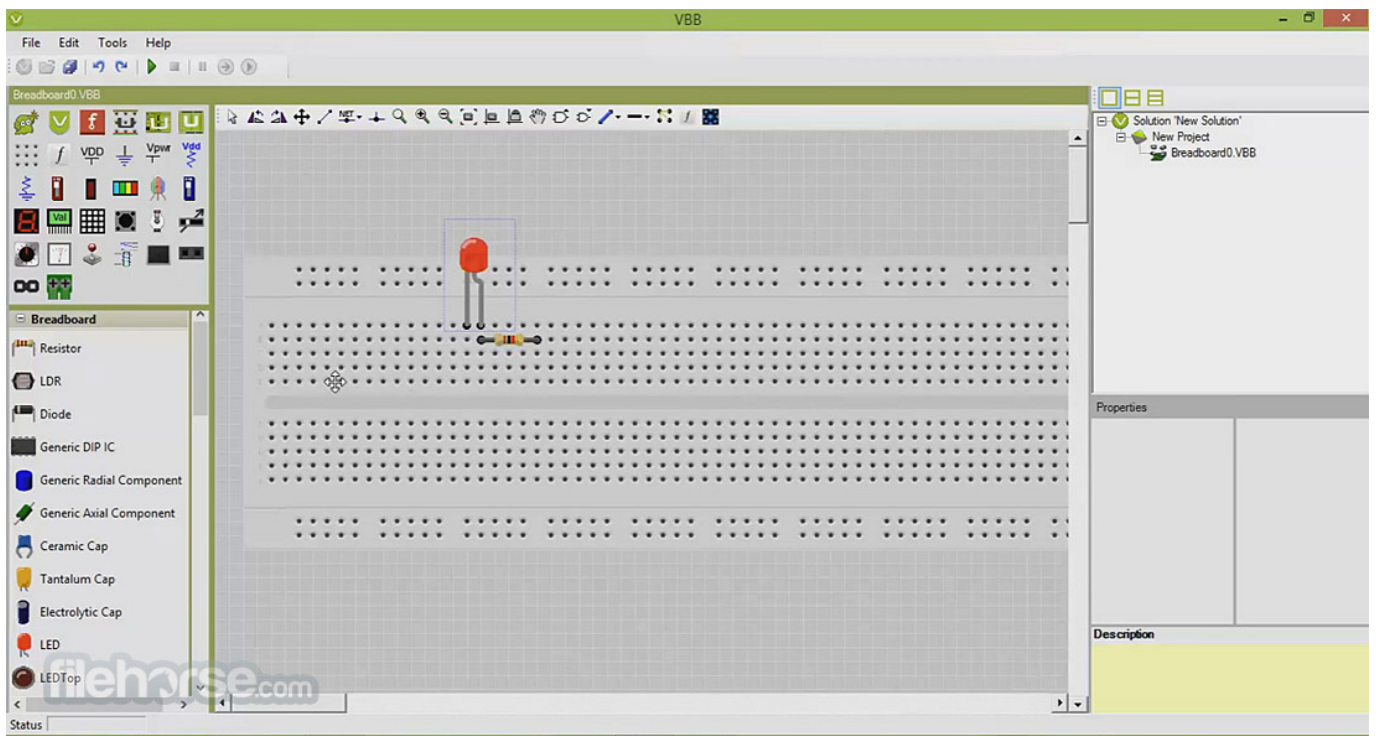 VBB
File Edit Tools Help
Breadboard0.VBB
NET
f VDD Vpwr Vdd
Val
Breadboard
Resistor
LDR
Diode
Generic DIP IC
Generic Radial Component
Generic Axial Component
Ceramic Cap
Tantalum Cap
Electrolytic Cap
LED
LEDTop
Status
Solution 'New Solution'
New Project
Breadboard0.VBB
Properties
Description
filehorse.com